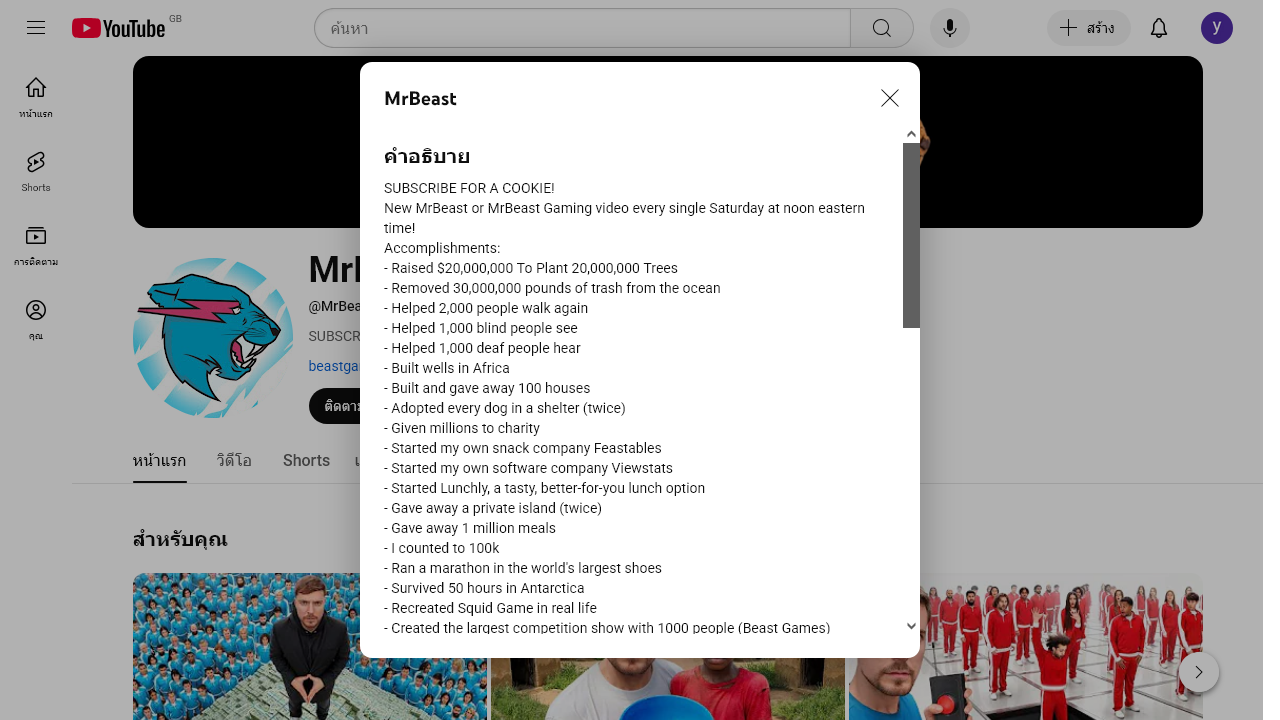 YouTube GB
ค้นหา
สร้าง
y
หน้าแรก
Shorts
การติดตาม
คุณ
MrBeast
คำอธิบาย
SUBSCRIBE FOR A COOKIE!
New MrBeast or MrBeast Gaming video every single Saturday at noon eastern
time!
Accomplishments:
- Raised $20,000,000 To Plant 20,000,000 Trees
- Removed 30,000,000 pounds of trash from the ocean
- Helped 2,000 people walk again
- Helped 1,000 blind people see
- Helped 1,000 deaf people hear
- Built wells in Africa
- Built and gave away 100 houses
- Adopted every dog in a shelter (twice)
- Given millions to charity
- Started my own snack company Feastables
- Started my own software company Viewstats
- Started Lunchly, a tasty, better-for-you lunch option
- Gave away a private island (twice)
- Gave away 1 million meals
- I counted to 100k
- Ran a marathon in the world's largest shoes
- Survived 50 hours in Antarctica
- Recreated Squid Game in real life
- Created the largest competition show with 1000 people (Beast Games)
หน้าแรก
วิดีโอ
Shorts
สำหรับคุณ